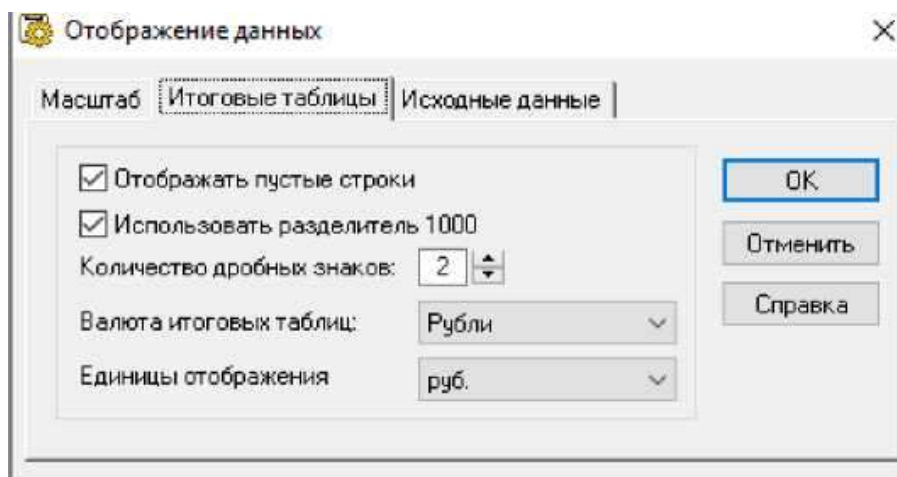 Отображение данных
Масштаб Итоговые таблицы Исходные данные
Отображать пустые строки
Использовать разделитель 1000
Количество дробных знаков: 2
Валюта итоговых таблиц: Рубли
Единицы отображения руб.
OK
Отменить
Справка